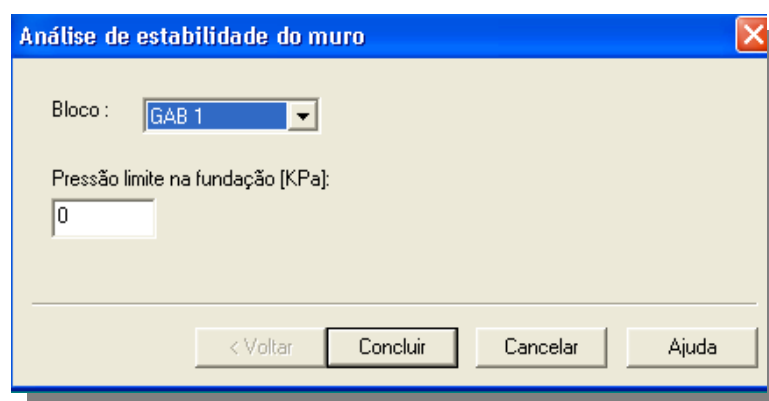 Análise de estabilidade do muro
Bloco : GAB 1
Pressão limite na fundação [KPa]:
0
< Voltar Concluir Cancelar Ajuda